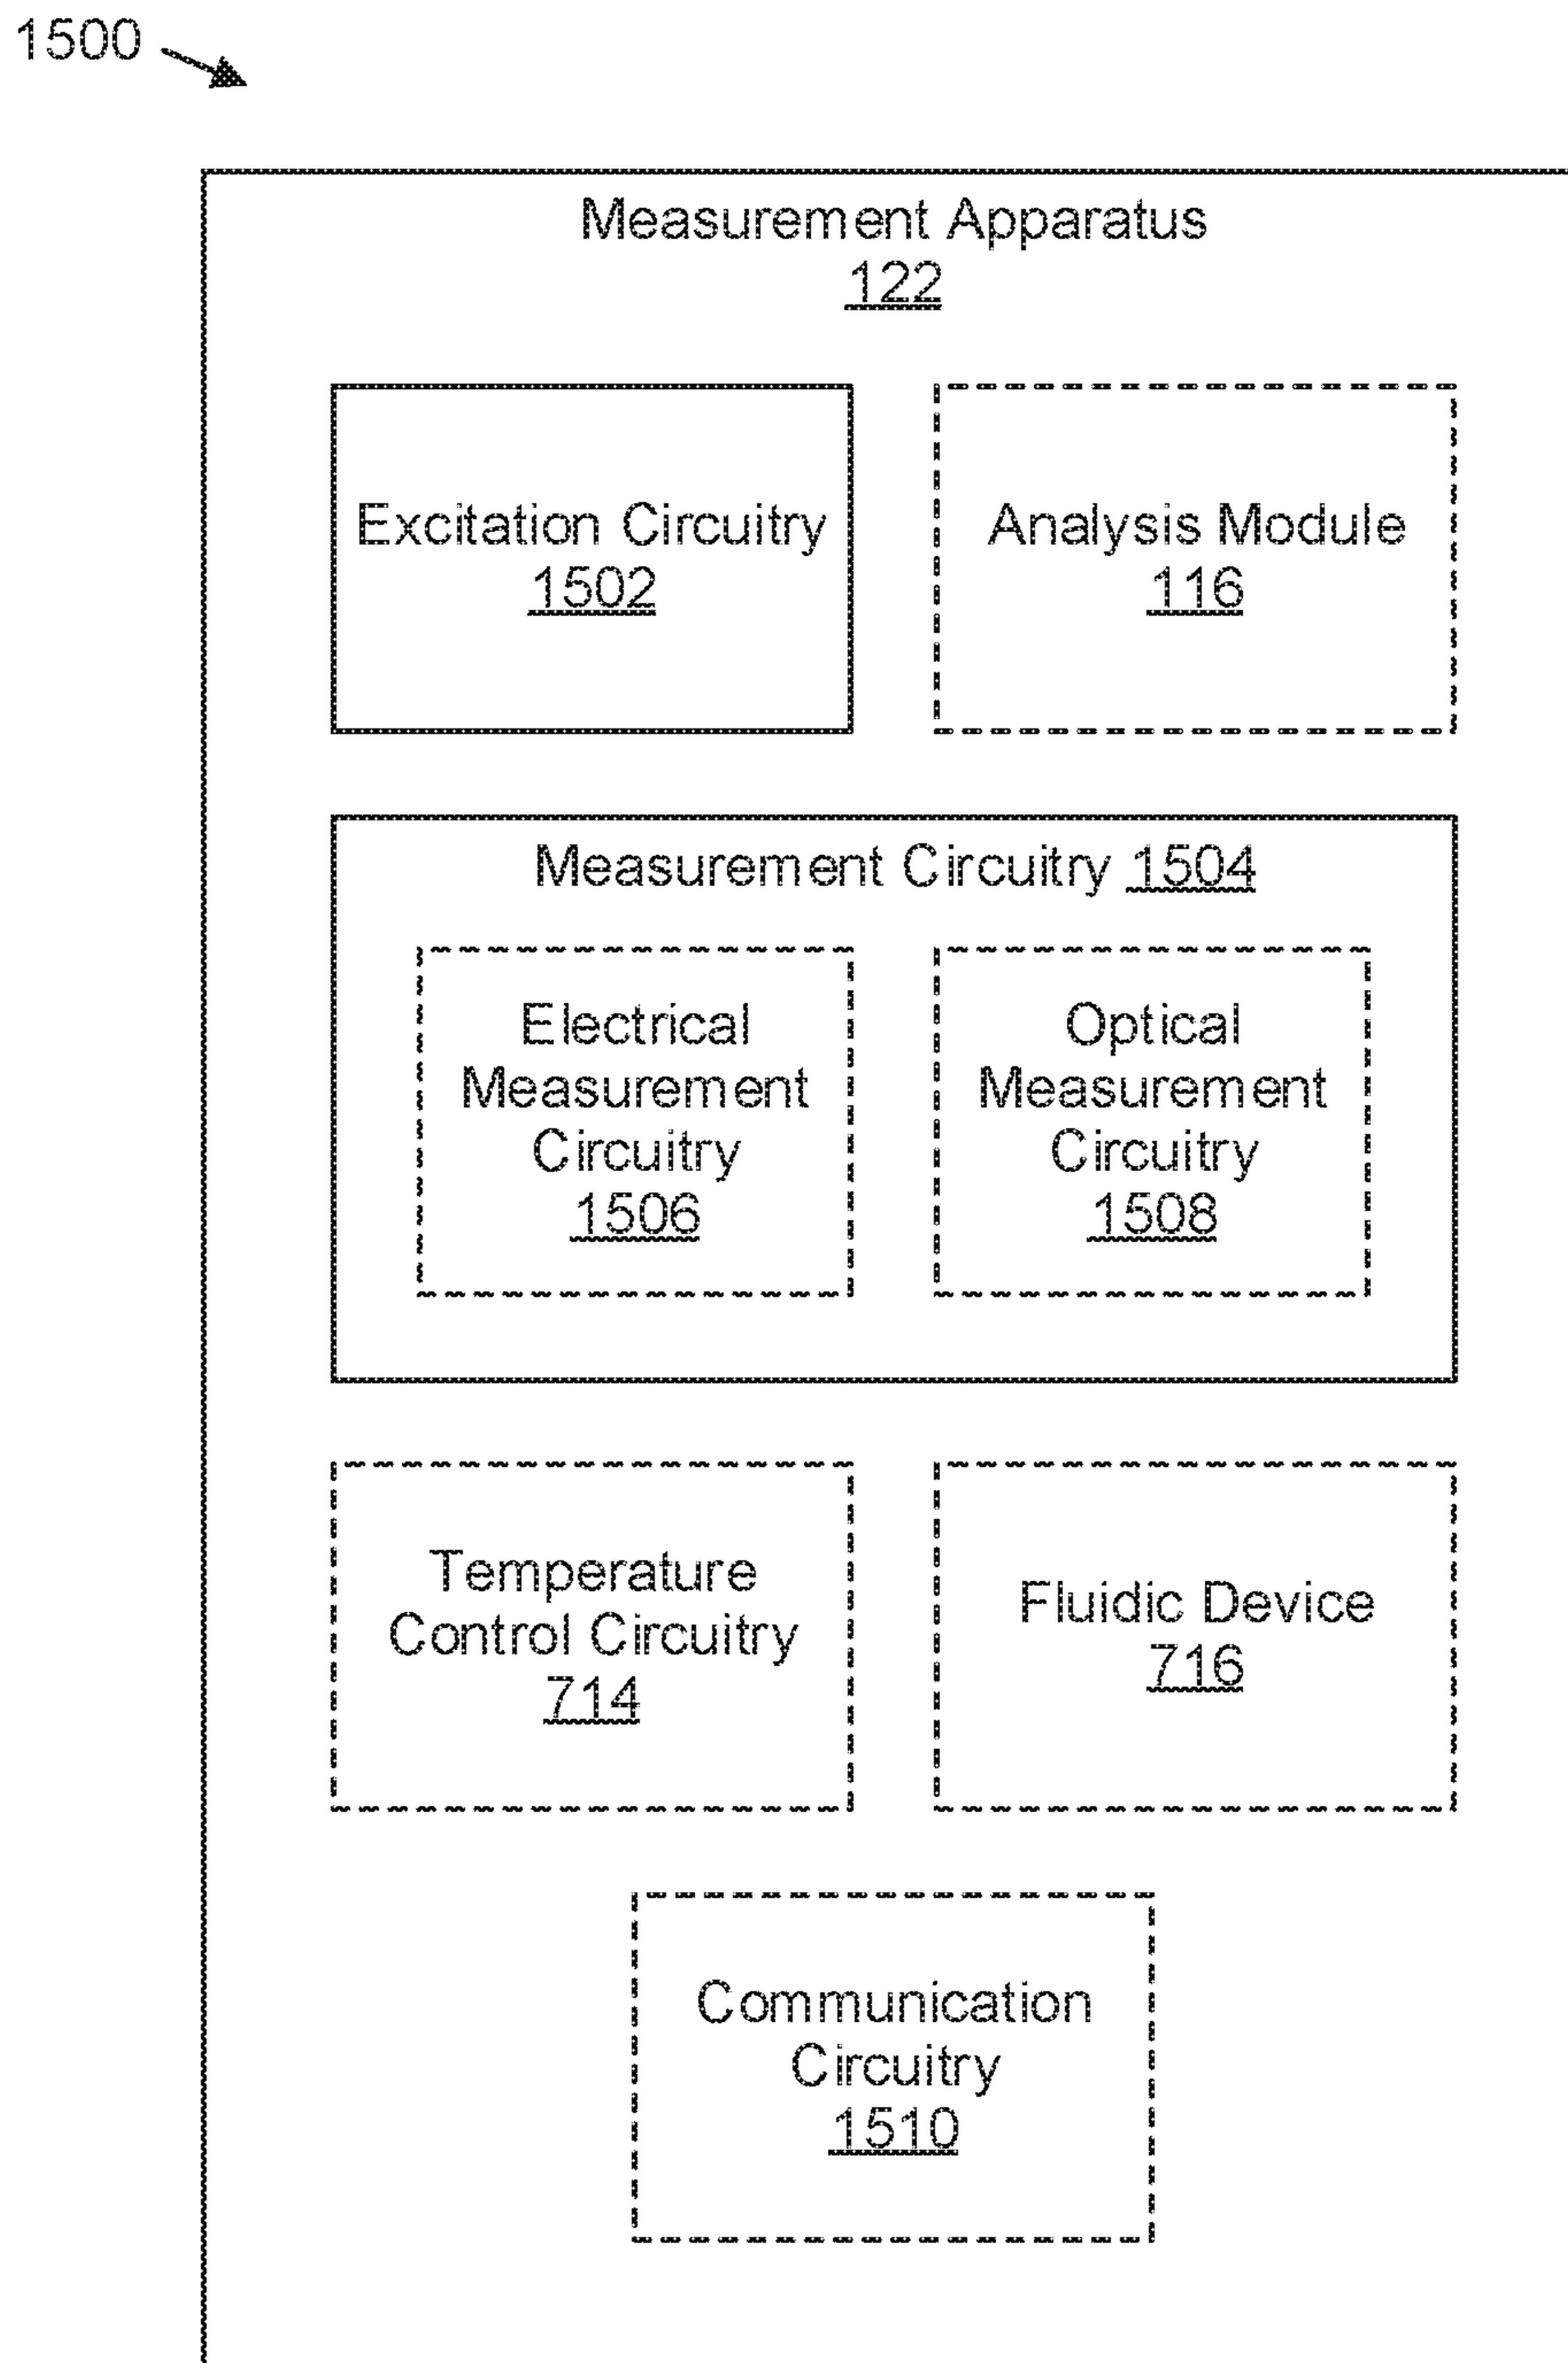 1500
Measurement Apparatus
122
Excitation Circuitry
1502
Analysis Module
116
Measurement Circuitry 1504
Electrical
Measurement
Circuitry
1506
Optical
Measurement
Circuitry
1508
Temperature
Control Circuitry
714
Fluidic Device
716
Communication
Circuitry
1510